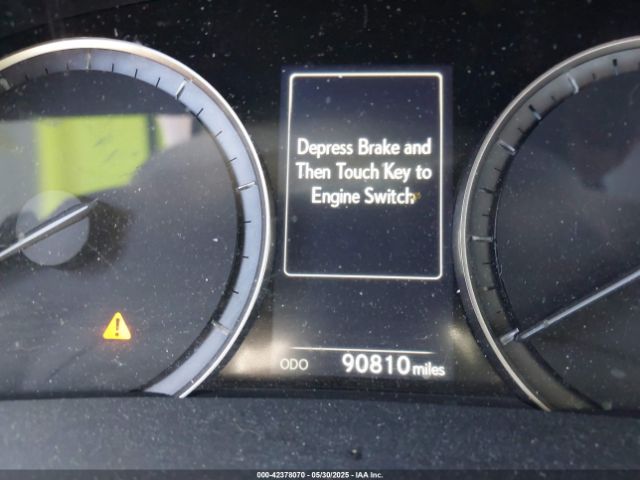 Depress Brake and
Then Touch Key to
Engine Switch.
ODO 90810 miles
000-42378070 - 05/30/2025 - IAA Inc.